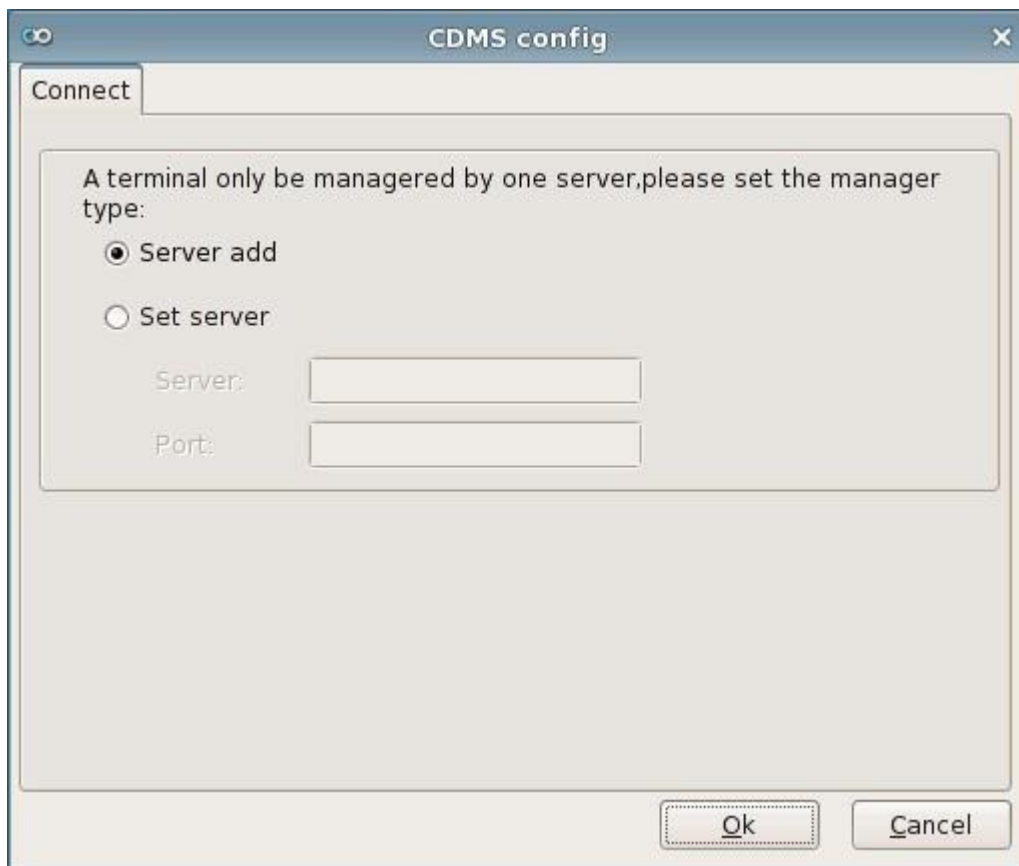 CDMS config
Connect
A terminal only be managered by one server,please set the manager
type:
Server add
Set server
Server:
Port:
Ok
Cancel